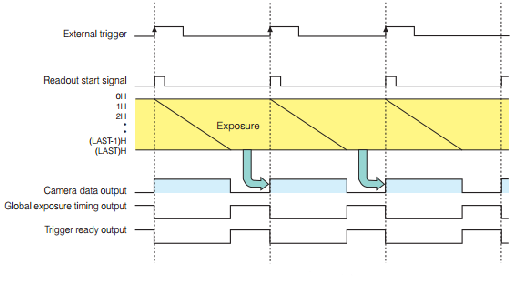 External trigger
Readout start signal
0H
1H
2H
•
•
(LAST-1)H
(LAST)H
Exposure
Camera data output
Global exposure timing output
Trigger ready output